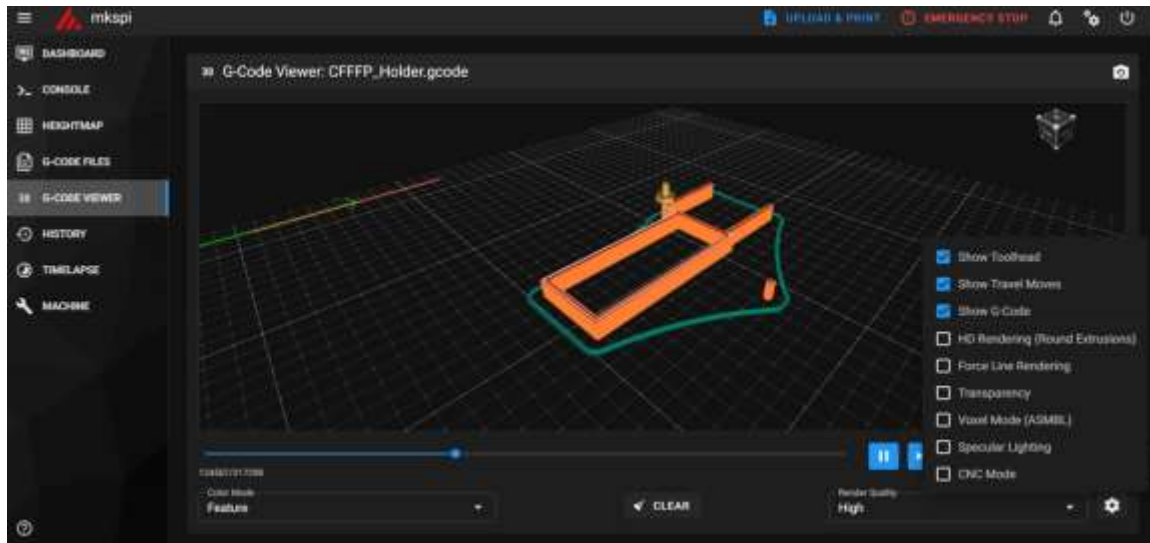 mkspi
UPLOAD & PRINT
EMERGENCY STOP
DASHBOARD
CONSOLE
HEIGHTMAP
G-CODE FILES
G-CODE VIEWER
HISTORY
TIMELAPSE
MACHINE
G-Code Viewer: CFFFP_Holder.gcode
Show Toolhead
Show Travel Moves
Show G-Code
HD Rendering (Round Extrusions)
Force Line Rendering
Transparency
Voxel Mode (ASMBL)
Specular Lighting
CNC Mode
Color Mode
Feature
CLEAR
Render Quality
High